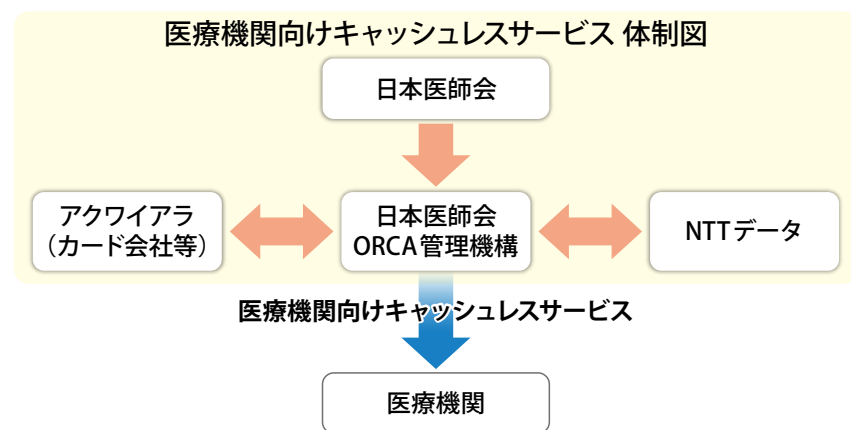 医療機関向けキャッシュレスサービス 体制図
日本医師会
アクワイアラ
（カード会社等）
日本医師会
ORCA管理機構
NTTデータ
医療機関向けキャッシュレスサービス
医療機関